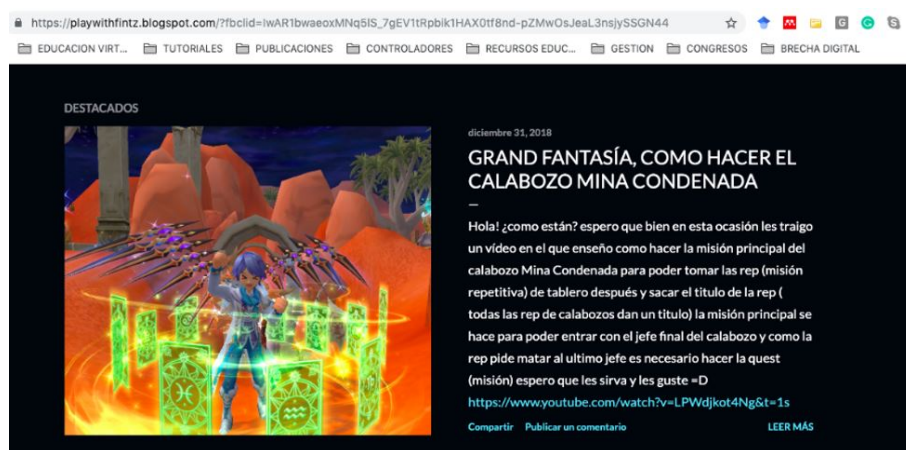 https://playwithfintz.blogspot.com/?fbclid=IwAR1bwaeoxMNq5IS_7gEV1tRpbik1HAX0tf8nd-pZMwOsJeaL3nsjySSGN44
EDUCACION VIRT... TUTORIALES PUBLICACIONES CONTROLADORES RECURSOS EDUC... GESTION CONGRESOS BRECHA DIGITAL
DESTACADOS
diciembre 31, 2018
GRAND FANTASÍA, COMO HACER EL
CALABOZO MINA CONDENADA
Hola! ¿como están? espero que bien en esta ocasión les traigo
un vídeo en el que enseño como hacer la misión principal del
calabozo Mina Condenada para poder tomar las rep (misión
repetitiva) de tablero después y sacar el titulo de la rep (
todas las rep de calabozos dan un titulo) la misión principal se
hace para poder entrar con el jefe final del calabozo y como la
rep pide matar al ultimo jefe es necesario hacer la quest
(misión) espero que les sirva y les guste =D
https://www.youtube.com/watch?v=LPWdjkot4Ng&t=1s
Compartir Publicar un comentario LEER MÁS